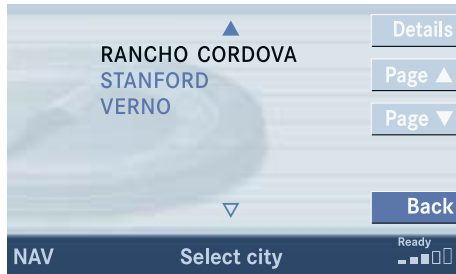 RANCHO CORDOVA
STANFORD
VERNO
Details
Page ▲
Page ▼
Back
NAV
Select city
Ready